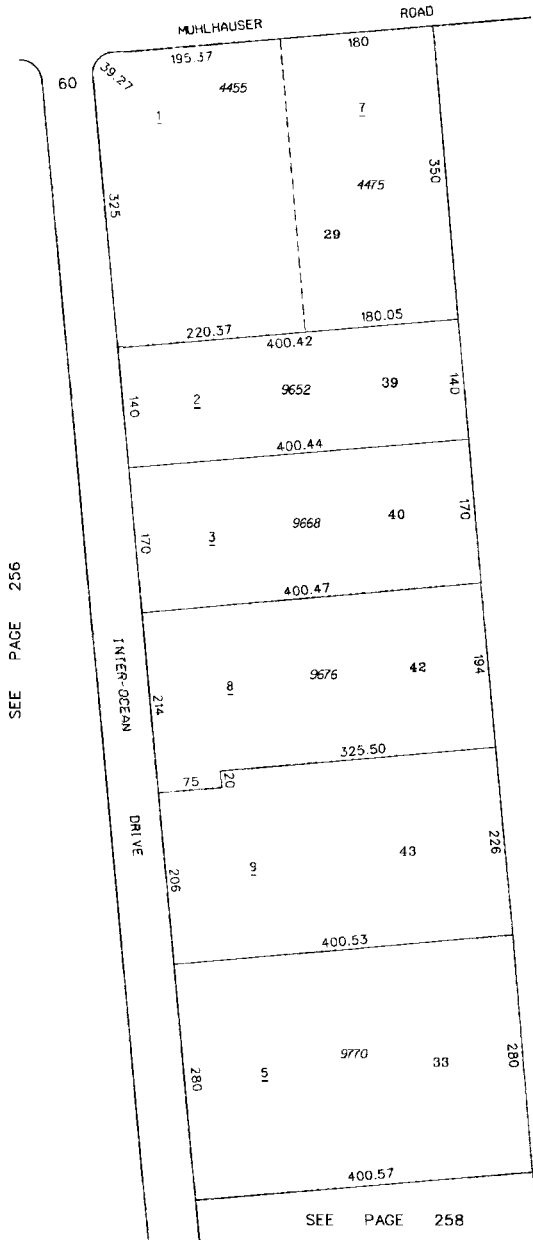 MUHLHAUSER ROAD
195.37 180
60 39.27
4455
1 7
4475
325 350
29
220.37 180.05
400.42
140 2 9652 39 140
400.44
170 3 9668 40 170
400.47
SEE PAGE 256
INTER-OCEAN DRIVE
214 8 9676 42 194
325.50
75 20
206 9 43 226
400.53
280 5 9770 33 280
400.57
SEE PAGE 258